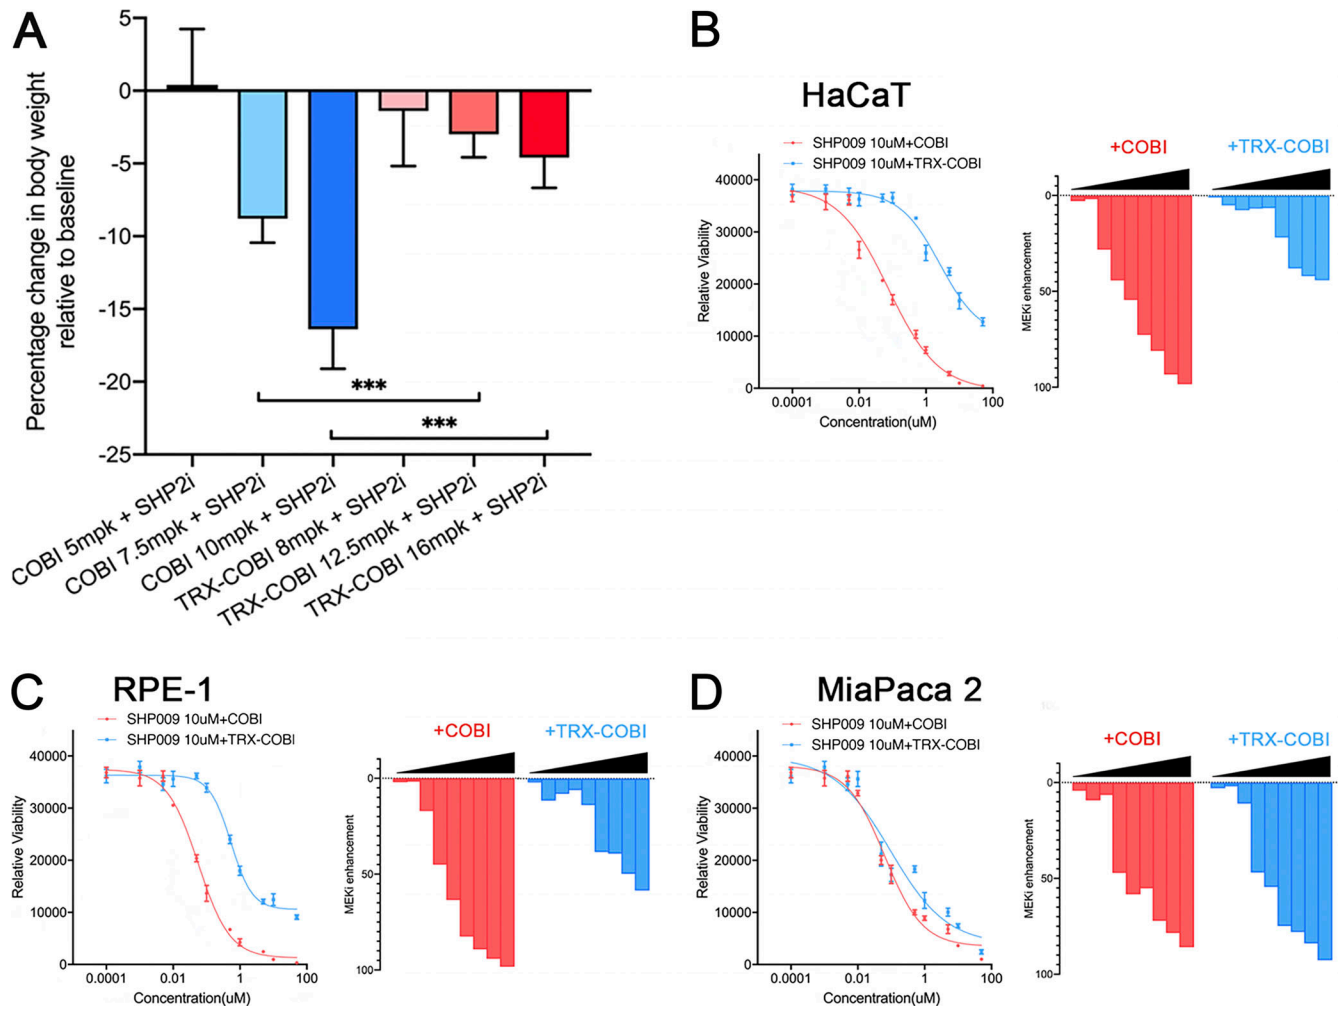 A
Percentage change in body weight
relative to baseline
5
0
-5
-10
-15
-20
-25
***
***
COBI 5mpk + SHP2i
COBI 7.5mpk + SHP2i
COBI 10mpk + SHP2i
TRX-COBI 8mpk + SHP2i
TRX-COBI 12.5mpk + SHP2i
TRX-COBI 16mpk + SHP2i
B
HaCaT
SHP009 10uM+COBI
SHP009 10uM+TRX-COBI
Relative Viability
40000
30000
20000
10000
0
0.0001 0.01 1 100
Concentration(uM)
+COBI +TRX-COBI
MEKi enhancement
0
50
100
C
RPE-1
SHP009 10uM+COBI
SHP009 10uM+TRX-COBI
Relative Viability
40000
30000
20000
10000
0
0.0001 0.01 1 100
Concentration(uM)
+COBI +TRX-COBI
MEKi enhancement
0
50
100
D
MiaPaca 2
SHP009 10uM+COBI
SHP009 10uM+TRX-COBI
Relative Viability
40000
30000
20000
10000
0
0.0001 0.01 1 100
Concentration(uM)
+COBI +TRX-COBI
MEKi enhancement
0
50
100